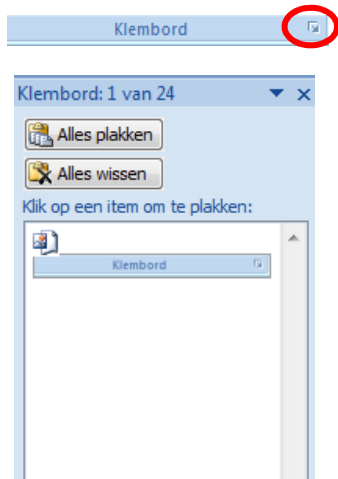 Klembord
Klembord: 1 van 24
Alles plakken
Alles wissen
Klik op een item om te plakken:
Klembord